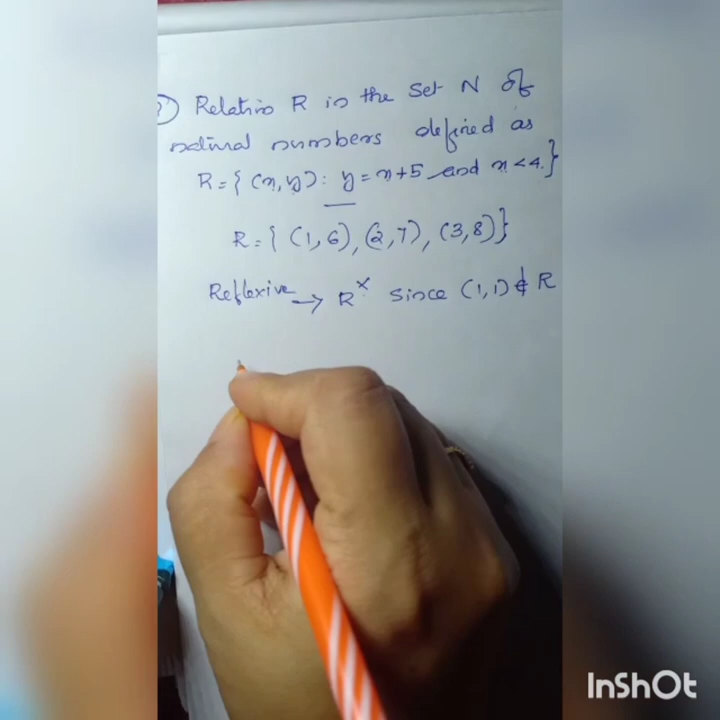 Relation R in the Set N of
natural numbers defined as
R = { (x, y) : y = x + 5 and x < 4. }
R = { (1, 6), (2, 7), (3, 8) }
Reflexive → R × since (1, 1) ∉ R
InShOt